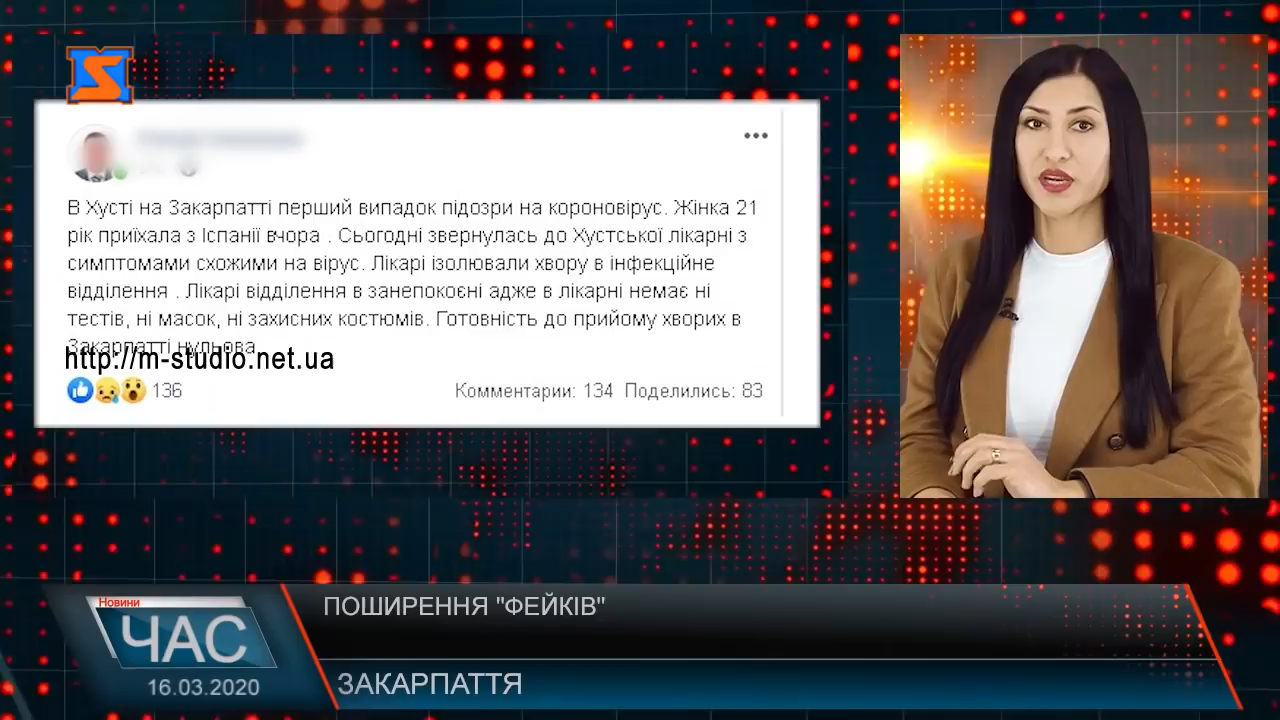 S
В Хусті на Закарпатті перший випадок підозри на короновірус. Жінка 21
рік приїхала з Іспанії вчора . Сьогодні звернулась до Хустської лікарні з
симптомами схожими на вірус. Лікарі ізолювали хвору в інфекційне
відділення . Лікарі відділення в занепокоєні адже в лікарні немає ні
тестів, ні масок, ні захисних костюмів. Готовність до прийому хворих в
Закарпатті нульова
http://m-studio.net.ua
136 Комментарии: 134 Поделились: 83
Новини
ЧАС
16.03.2020
ПОШИРЕННЯ "ФЕЙКІВ"
ЗАКАРПАТТЯ